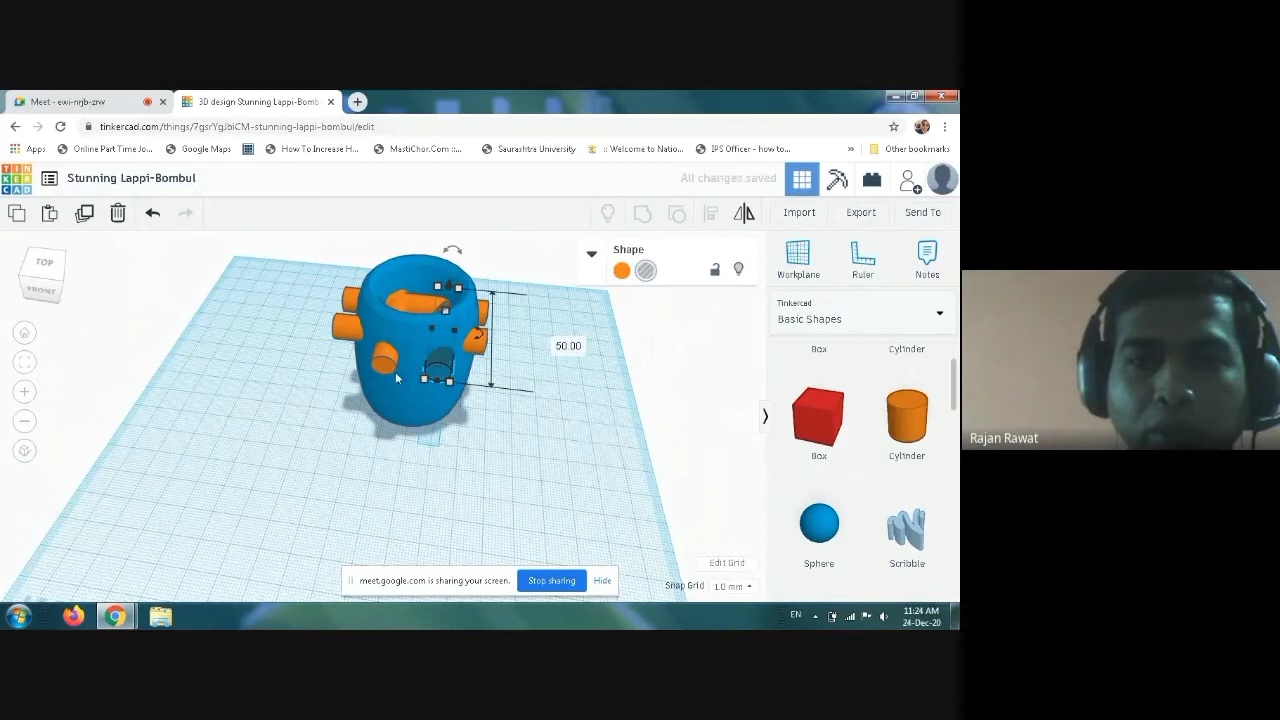 Meet - ewi-nrjb-zrw
3D design Stunning Lappi-Bomb
tinkercad.com/things/7gsrYgJbiCM-stunning-lappi-bombul/edit
Apps
Online Part Time Jo...
Google Maps
How To Increase H...
MastiChor.Com ::...
Saurashtra University
:: Welcome to Natio...
IPS Officer - how to...
»
Other bookmarks
TIN
KER
CAD
Stunning Lappi-Bombul
All changes saved
Import
Export
Send To
TOP
FRONT
Shape
Workplane
Ruler
Notes
Tinkercad
Basic Shapes
50.00
Box
Cylinder
Box
Cylinder
Rajan Rawat
Sphere
Scribble
Edit Grid
Snap Grid
1.0 mm
meet.google.com is sharing your screen.
Stop sharing
Hide
EN
11:24 AM
24-Dec-20